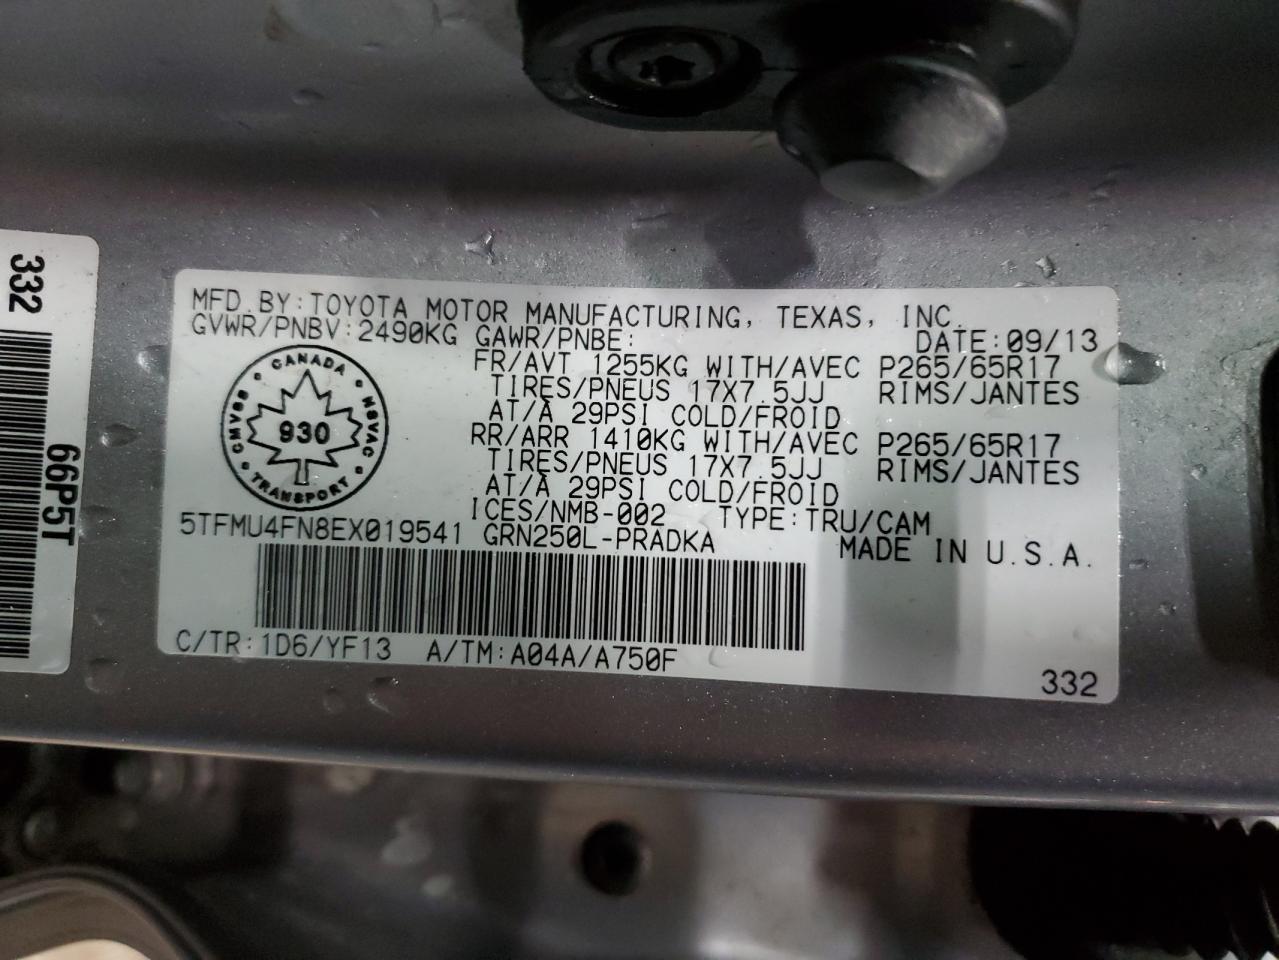 332
66P5T
MFD. BY: TOYOTA MOTOR MANUFACTURING, TEXAS, INC.
GVWR/PNBV: 2490KG GAWR/PNBE: DATE: 09/13
FR/AVT 1255KG WITH/AVEC P265/65R17
TIRES/PNEUS 17X7.5JJ RIMS/JANTES
AT/À 29PSI COLD/FROID
RR/ARR 1410KG WITH/AVEC P265/65R17
TIRES/PNEUS 17X7.5JJ RIMS/JANTES
AT/À 29PSI COLD/FROID
ICES/NMB-002 TYPE: TRU/CAM
CANADA
CMVSS
NSVAC
930
TRANSPORT
5TFMU4FN8EX019541 GRN250L-PRADKA MADE IN U.S.A.
C/TR: 1D6/YF13 A/TM: A04A/A750F
332